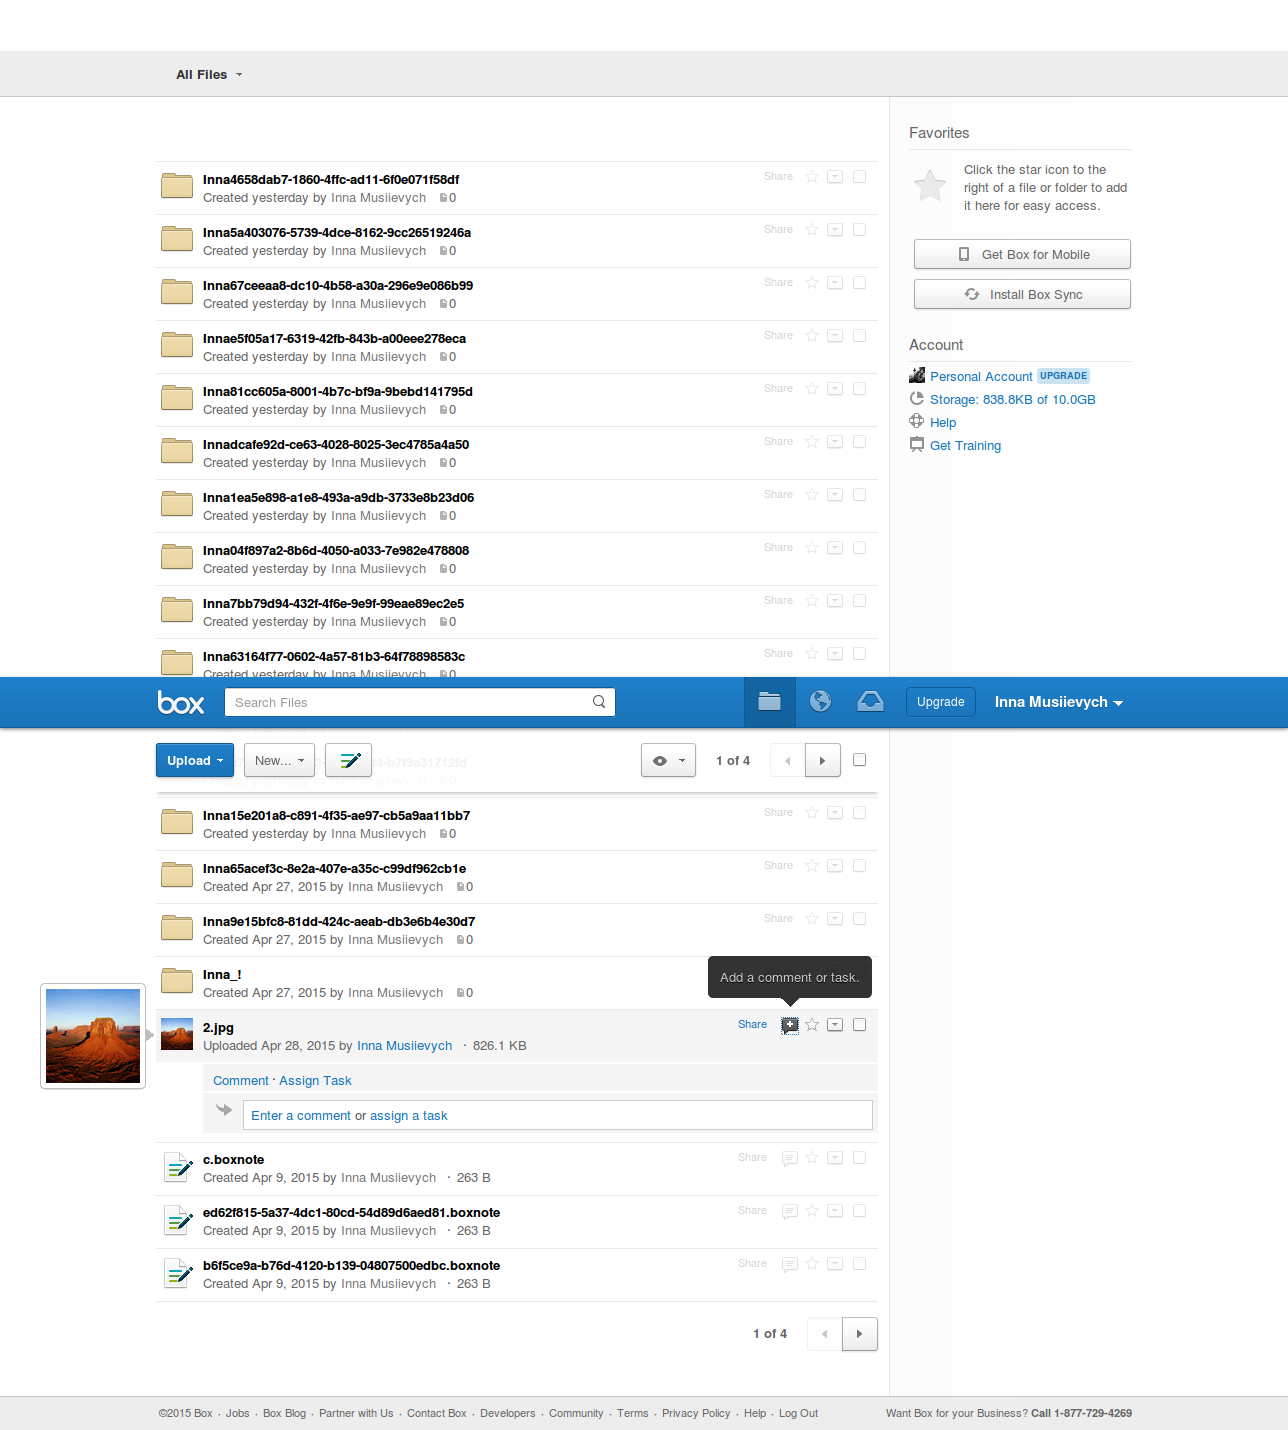 All Files
Inna4658dab7-1860-4ffc-ad11-6f0e071f58df
Share
Created yesterday by Inna Musiievych 0
Inna5a403076-5739-4dce-8162-9cc26519246a
Share
Created yesterday by Inna Musiievych 0
Inna67ceeaa8-dc10-4b58-a30a-296e9e086b99
Share
Created yesterday by Inna Musiievych 0
Innae5f05a17-6319-42fb-843b-a00eee278eca
Share
Created yesterday by Inna Musiievych 0
Inna81cc605a-8001-4b7c-bf9a-9bebd141795d
Share
Created yesterday by Inna Musiievych 0
Innadcafe92d-ce63-4028-8025-3ec4785a4a50
Share
Created yesterday by Inna Musiievych 0
Inna1ea5e898-a1e8-493a-a9db-3733e8b23d06
Share
Created yesterday by Inna Musiievych 0
Inna04f897a2-8b6d-4050-a033-7e982e478808
Share
Created yesterday by Inna Musiievych 0
Inna7bb79d94-432f-4f6e-9e9f-99eae89ec2e5
Share
Created yesterday by Inna Musiievych 0
Inna63164f77-0602-4a57-81b3-64f78898583c
Share
Created yesterday by Inna Musiievych 0
Favorites
Click the star icon to the
right of a file or folder to add
it here for easy access.
Get Box for Mobile
Install Box Sync
Account
Personal Account UPGRADE
Storage: 838.8KB of 10.0GB
Help
Get Training
box
Search Files
Upgrade
Inna Musiievych
Upload
New...
1 of 4
Inna15e201a8-c891-4f35-ae97-cb5a9aa11bb7
Share
Created yesterday by Inna Musiievych 0
Inna65acef3c-8e2a-407e-a35c-c99df962cb1e
Share
Created Apr 27, 2015 by Inna Musiievych 0
Inna9e15bfc8-81dd-424c-aeab-db3e6b4e30d7
Share
Created Apr 27, 2015 by Inna Musiievych 0
Inna_!
Created Apr 27, 2015 by Inna Musiievych 0
Add a comment or task.
2.jpg
Share
Uploaded Apr 28, 2015 by Inna Musiievych · 826.1 KB
Comment · Assign Task
Enter a comment or assign a task
c.boxnote
Share
Created Apr 9, 2015 by Inna Musiievych · 263 B
ed62f815-5a37-4dc1-80cd-54d89d6aed81.boxnote
Share
Created Apr 9, 2015 by Inna Musiievych · 263 B
b6f5ce9a-b76d-4120-b139-04807500edbc.boxnote
Share
Created Apr 9, 2015 by Inna Musiievych · 263 B
1 of 4
©2015 Box · Jobs · Box Blog · Partner with Us · Contact Box · Developers · Community · Terms · Privacy Policy · Help · Log Out
Want Box for your Business? Call 1-877-729-4269